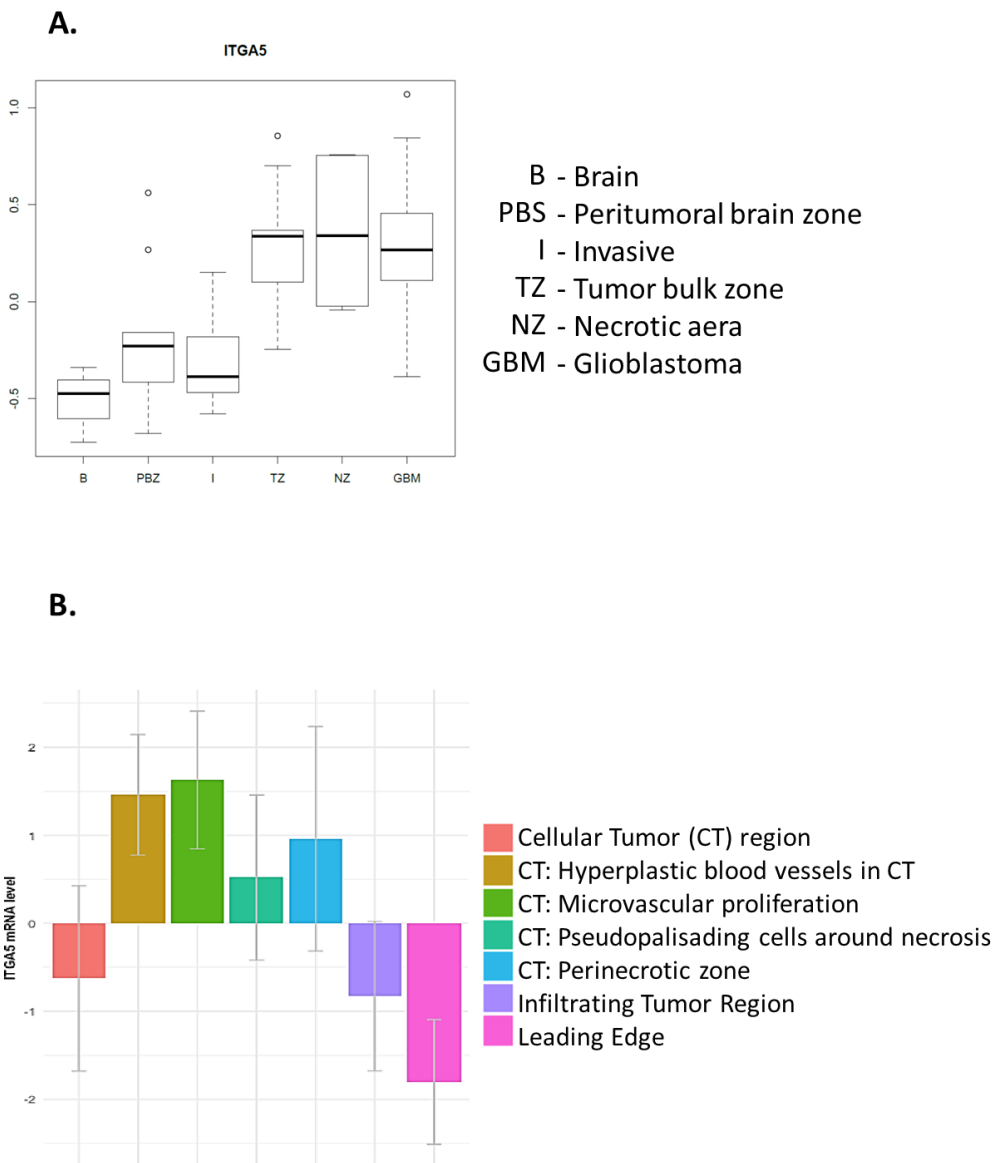 A.
ITGA5
1.0
0.5
0.0
-0.5
B PBZ I TZ NZ GBM
B - Brain
PBS - Peritumoral brain zone
I - Invasive
TZ - Tumor bulk zone
NZ - Necrotic aera
GBM - Glioblastoma
B.
ITGA5 mRNA level
2
1
0
-1
-2
Cellular Tumor (CT) region
CT: Hyperplastic blood vessels in CT
CT: Microvascular proliferation
CT: Pseudopalisading cells around necrosis
CT: Perinecrotic zone
Infiltrating Tumor Region
Leading Edge